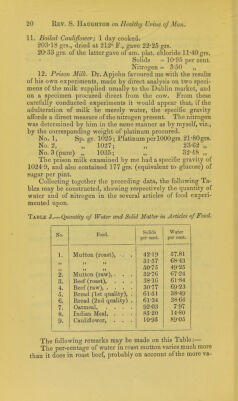 20 REV. S. HAUGHTON on Healthy Urine of Man.
11. Boiled Cauliflower; 1 day cooked.
203·18 grs., dried at 212° F., gave 22·25 grs.
20·33 grs. of the latter gave of am. plat. chloride 11·40 grs.
Solids = 10·95 per cent.
Nitrogen = 3·50 „
12. Prison Milk. Dr. Apjohn favoured me with the results
of his own experiments, made by direct analysis on two speci-
mens of the milk supplied usually to the Dublin market, and
on a specimen procured direct from the cow. From these
carefully conducted experiments it would appear that, if the
adulteration of milk be merely water, the specific gravity
affords a direct measure of the nitrogen present. The nitrogen
was determined by him in the same manner as by myself, viz.,
by the corresponding weight of platinum procured.
No. 1, Sp. gr. 1025; Platinum per 1000 grs. 21·80 grs.
No. 2, „ 1027; „ 23·62 „
No. 3 (pure) „ 1035; „ 32·48 „
The prison milk examined by me had a specific gravity of
1024·9, and also contained 177 grs. (equivalent to glucose) of
sugar per pint.
Collecting together the preceding data, the following Ta-
bles may be constructed, shewing respectively the quantity of
water and of nitrogen in the several articles of food experi-
mented upon.
TABLE I.—Quantity of Water and Solid Matter in Articles of Food.
No. Food. Solids per cent. Water per cent.
1. Mutton (roast), . . 42·19 57·81
„ „ „ 31·57 68·43
„ „ „ 50·75 49·25
2. Mutton (raw), . . . 32·76 67·24
3. Beef (roast), . . . . 38·16 61·84
4. Beef (raw), . . . . . 30·77 69·23
5. Bread (1st quality), . 61·51 38·49
6. Bread (2nd quality), . 61·34 38·66
7. Oatmeal, . . . . . . 92·03 7·97
8. Indian Meal, . . . . 85·20 14·80
9. Cauliflower, . . . . 10·95 89·05
The following remarks may be made on this Table:—
The per-centage of water in roast mutton varies much more
than it does in roast beef, probably on account of the more va-